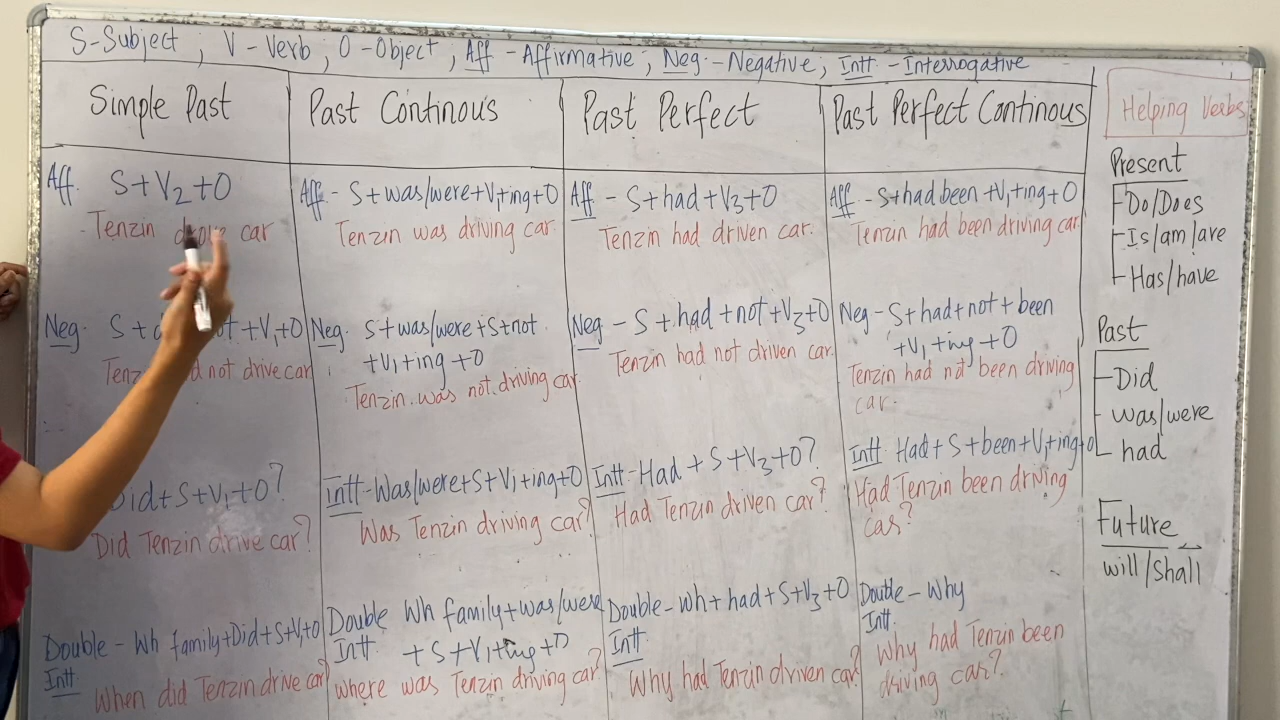 S-Subject ; V-Verb ; O-Object ; Aff -Affirmative ; Neg.-Negative ; Intt -Interrogative
Simple Past
Aff. S+V2+O
Tenzin car
Neg. +V1+O
not drive car
Did+S+V1+O?
Did Tenzin drive car?
Double - Wh family+Did+S+V1+O
Intt
When did Tenzin drive car?
Past Continous
Aff - S+was/were+V1+ing+O
Tenzin was driving car.
Neg. S+was/were+S+not
+V1+ing+O
Tenzin was not driving car
Intt-Was/were+S+V1+ing+O
Was Tenzin driving car?
Double Wh family+was/were
Intt +S+V1+ing+O
where was Tenzin driving car?
Past Perfect
Aff - S+had+V3+O
Tenzin had driven car.
Neg - S+had+not+V3+O
Tenzin had not driven car.
Intt-Had+S+V3+O?
Had Tenzin driven car?
Double-wh+had+S+V3+O
Intt
Why had Tenzin driven car?
Past Perfect Continous
Aff - S+had been+V1+ing+O
Tenzin had been driving car.
Neg-S+had+not+been
+V1+ing+O
Tenzin had not been driving
car.
Intt Had+S+been+V1+ing+O
Had Tenzin been driving
car?
Double - Why
Intt.
Why had Tenzin been
driving car?
Helping Verbs
Present
-Do/Does
-Is/am/are
-Has/have
Past
-Did
-was/were
-had
Future
will/shall